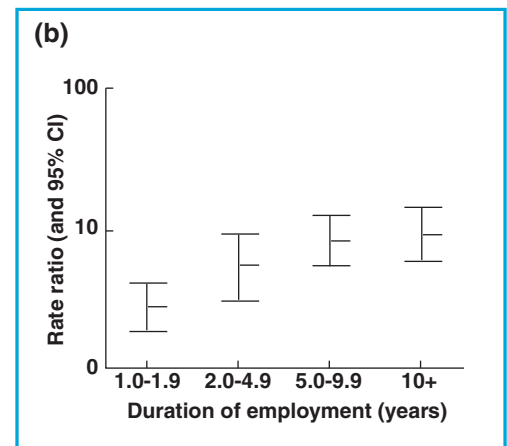 (b)
Rate ratio (and 95% CI)
100
10
0
1.0-1.9 2.0-4.9 5.0-9.9 10+
Duration of employment (years)